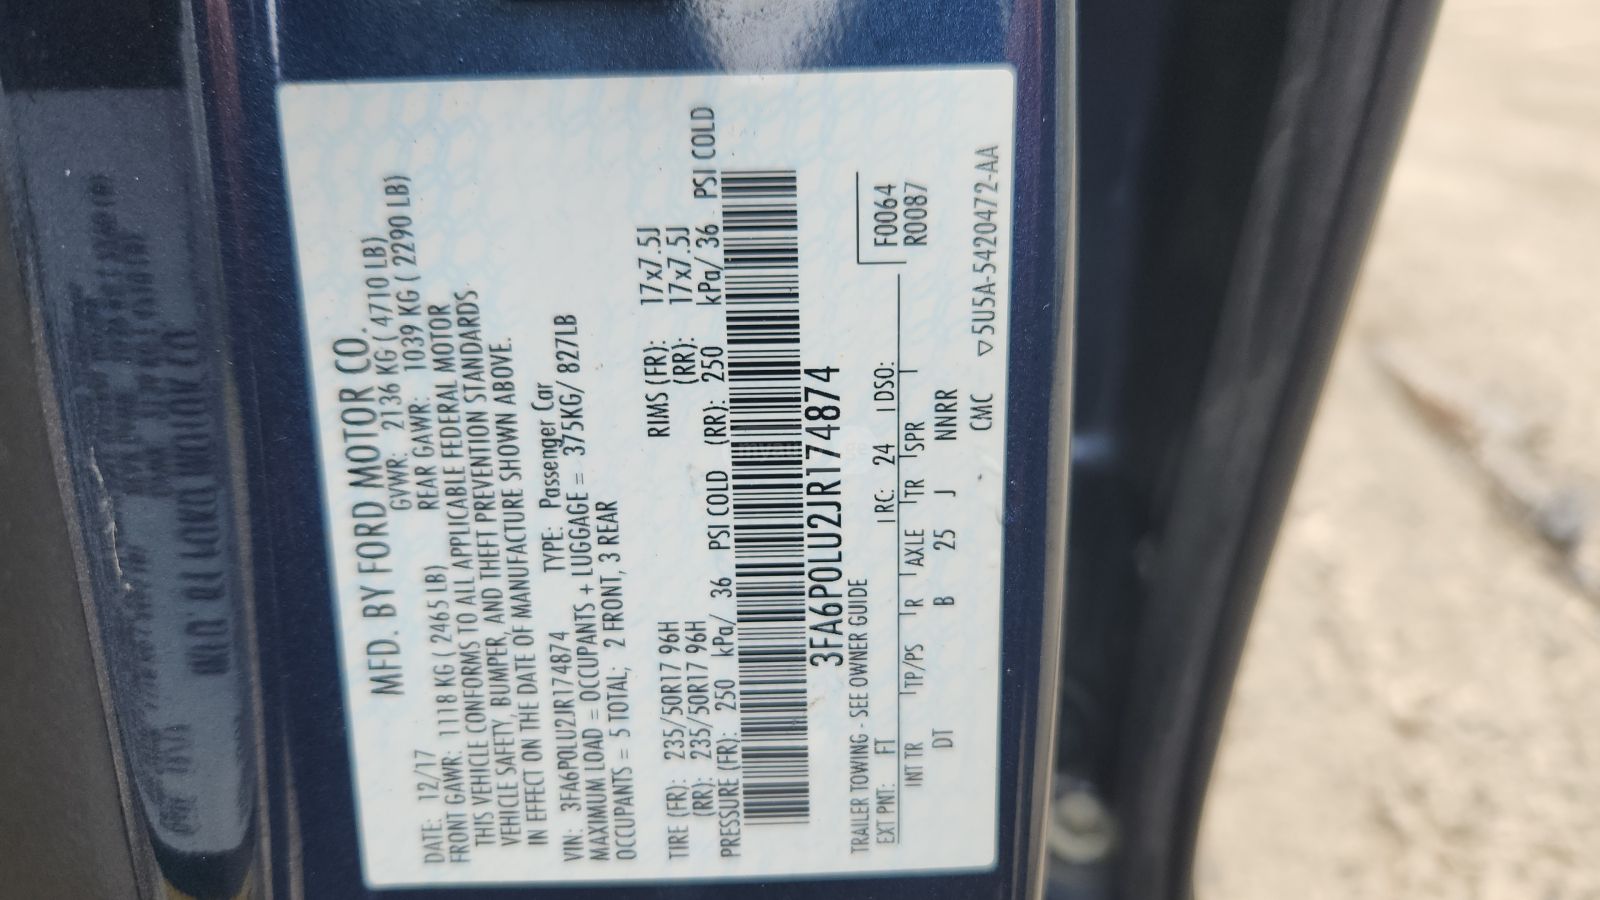 MFD. BY FORD MOTOR CO.
DATE: 12/17 GVWR: 2136 KG ( 4710 LB)
FRONT GAWR: 1118 KG ( 2465 LB) REAR GAWR: 1039 KG ( 2290 LB)
THIS VEHICLE CONFORMS TO ALL APPLICABLE FEDERAL MOTOR
VEHICLE SAFETY, BUMPER, AND THEFT PREVENTION STANDARDS
IN EFFECT ON THE DATE OF MANUFACTURE SHOWN ABOVE.
VIN: 3FA6P0LU2JR174874 TYPE: Passenger Car
MAXIMUM LOAD = OCCUPANTS + LUGGAGE = 375KG/ 827LB
OCCUPANTS = 5 TOTAL; 2 FRONT, 3 REAR
TIRE (FR): 235/50R17 96H RIMS (FR): 17x7.5J
(RR): 235/50R17 96H (RR): 17x7.5J
PRESSURE (FR): 250 kPa/ 36 PSI COLD (RR): 250 kPa/ 36 PSI COLD
3FA6P0LU2JR174874
TRAILER TOWING - SEE OWNER GUIDE
EXT PNT: FT RC: 24 DSO: F0064
INT TR TP/PS R AXLE TR SPR R0087
DT B 25 J NNRR
CMC ▽5U5A-5420472-AA